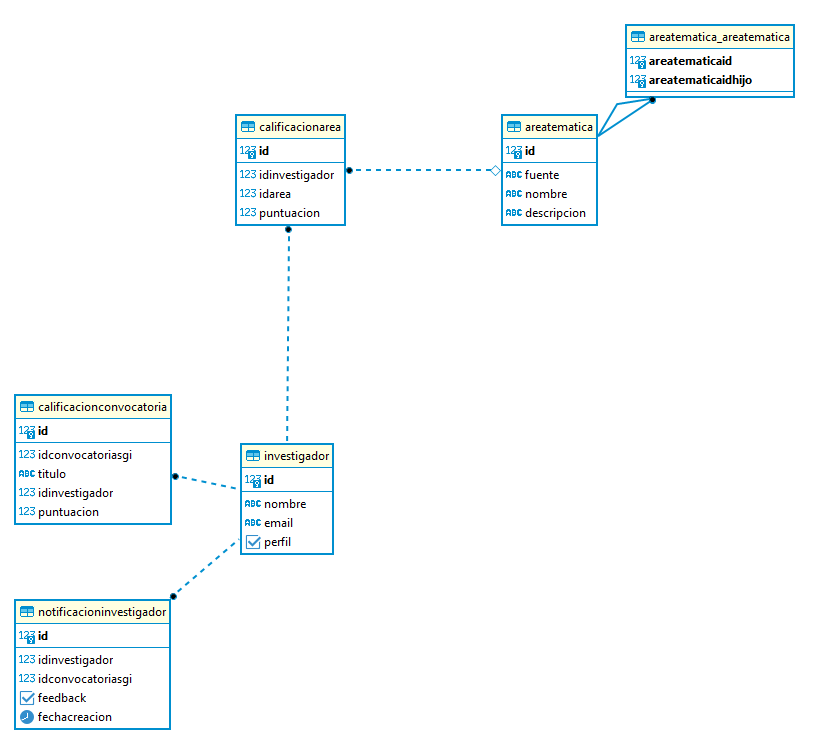 areatematica_areatematica
123 areatematicaid
123 areatematicaidhijo
calificacionarea
123 id
123 idinvestigador
123 idarea
123 puntuacion
areatematica
123 id
ABC fuente
ABC nombre
ABC descripcion
calificacionconvocatoria
123 id
123 idconvocatoriasgi
ABC titulo
123 idinvestigador
123 puntuacion
investigador
123 id
ABC nombre
ABC email
perfil
notificacioninvestigador
123 id
123 idinvestigador
123 idconvocatoriasgi
feedback
fechacreacion